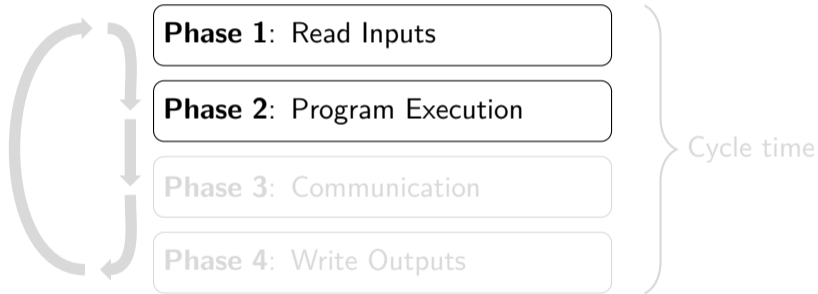 Phase 1: Read Inputs
Phase 2: Program Execution
Phase 3: Communication
Phase 4: Write Outputs
Cycle time